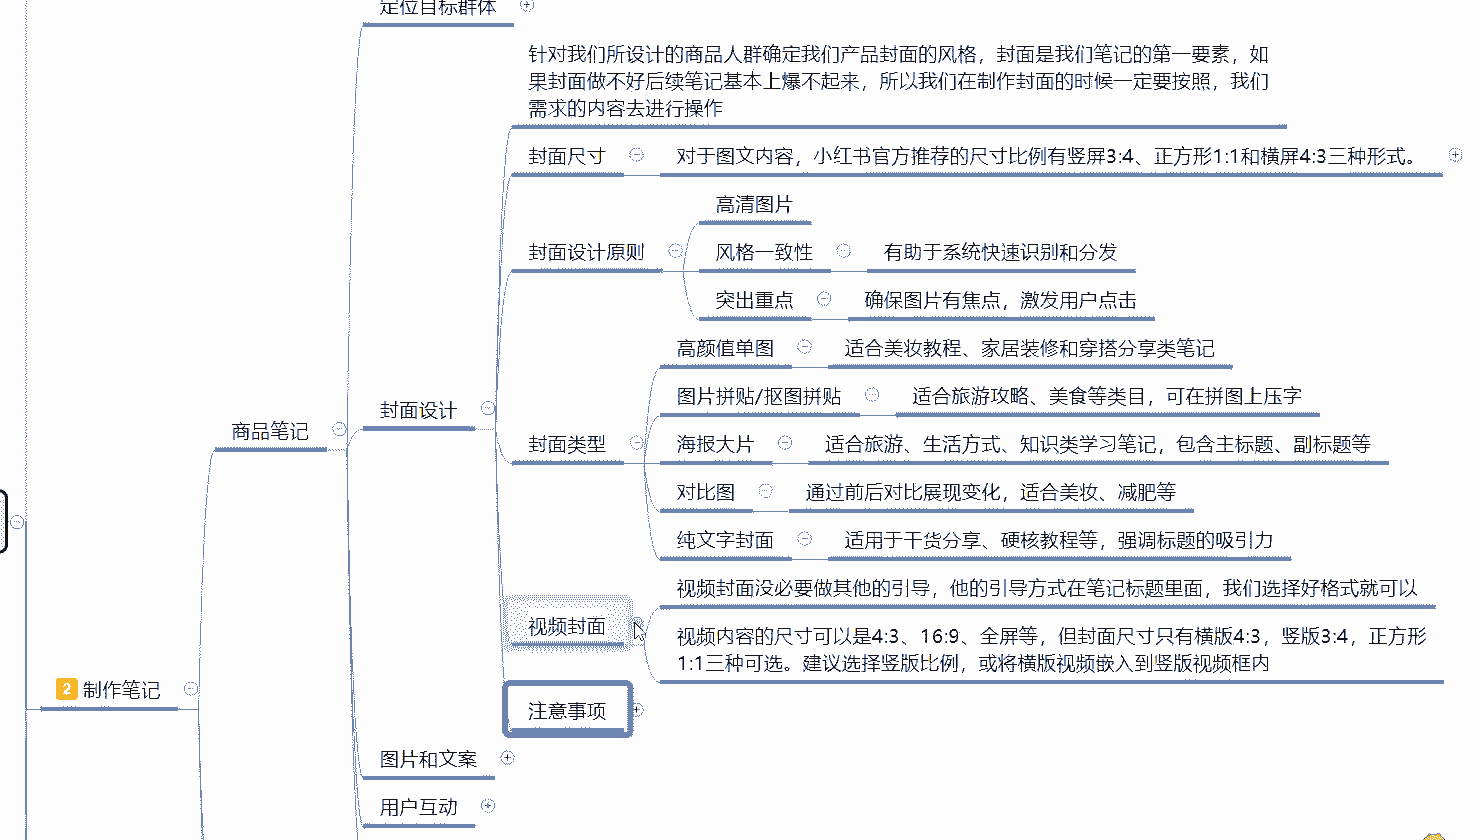 定位目标群体
针对我们所设计的商品人群确定我们产品封面的风格，封面是我们笔记的第一要素，如
果封面做不好后续笔记基本上爆不起来，所以我们在制作封面的时候一定要按照，我们
需求的内容去进行操作
封面尺寸
对于图文内容，小红书官方推荐的尺寸比例有竖屏3:4、正方形1:1和横屏4:3三种形式。
高清图片
封面设计原则
风格一致性
有助于系统快速识别和分发
突出重点
确保图片有焦点，激发用户点击
高颜值单图
适合美妆教程、家居装修和穿搭分享类笔记
图片拼贴/抠图拼贴
适合旅游攻略、美食等类目，可在拼图上压字
封面设计
商品笔记
封面类型
海报大片
适合旅游、生活方式、知识类学习笔记，包含主标题、副标题等
对比图
通过前后对比展现变化，适合美妆、减肥等
纯文字封面
适用于干货分享、硬核教程等，强调标题的吸引力
视频封面没必要做其他的引导，他的引导方式在笔记标题里面，我们选择好格式就可以
视频封面
视频内容的尺寸可以是4:3、16:9、全屏等，但封面尺寸只有横版4:3，竖版3:4，正方形
1:1三种可选。建议选择竖版比例，或将横版视频嵌入到竖版视频框内
2 制作笔记
注意事项
图片和文案
用户互动